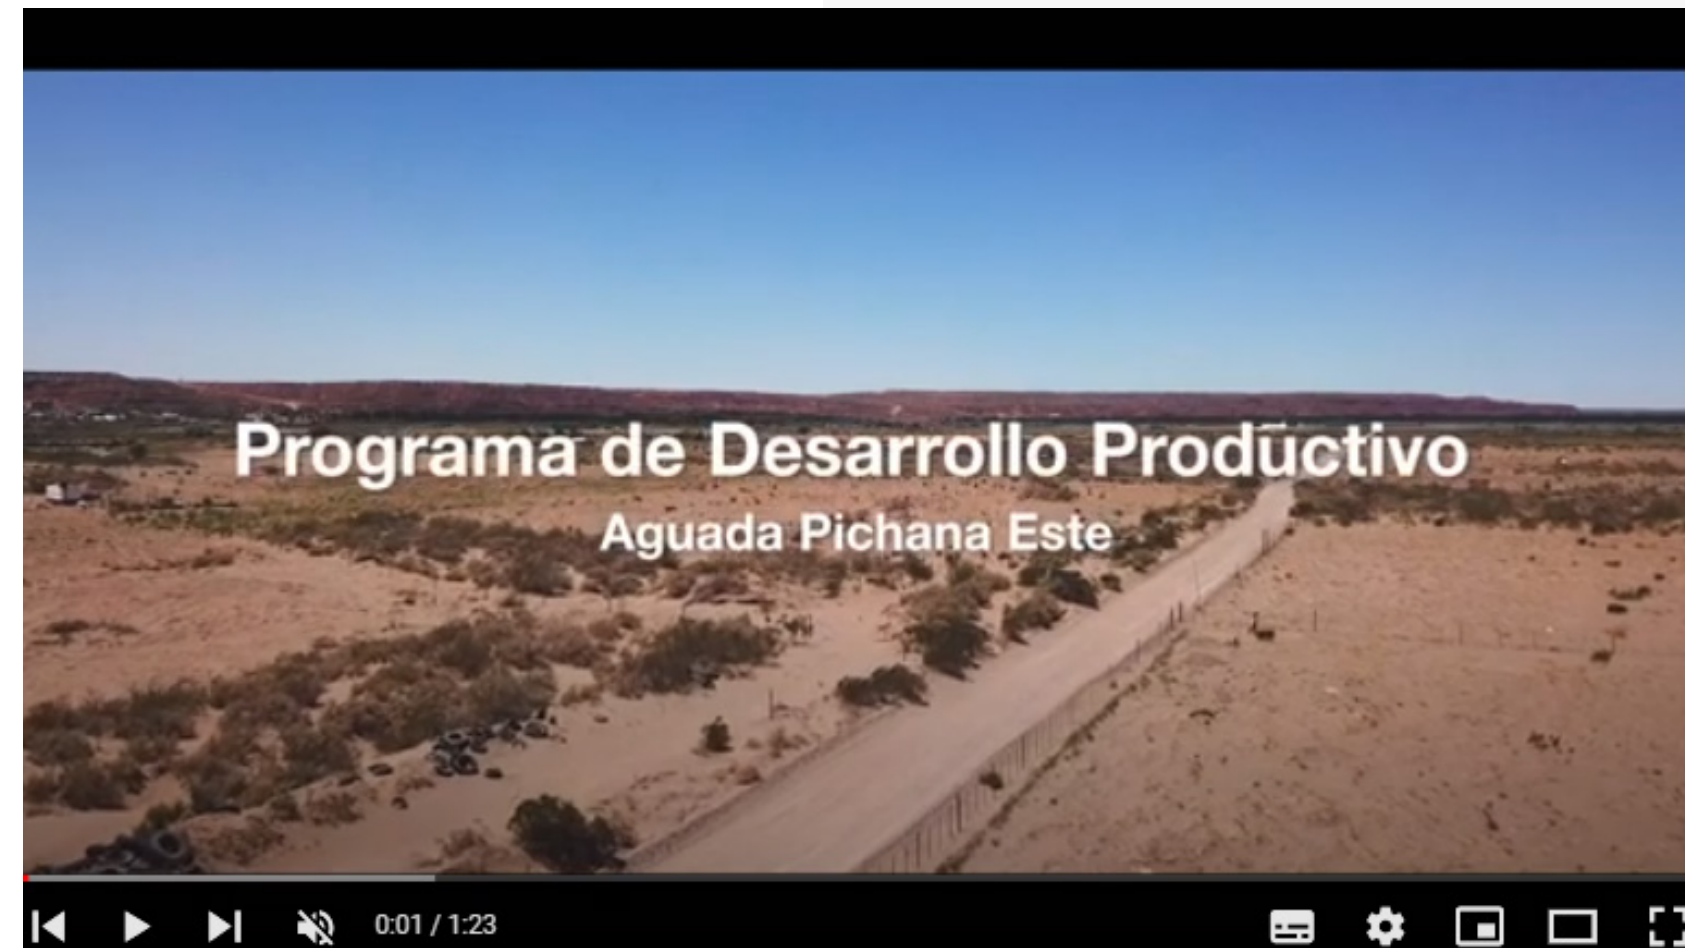 Programa de Desarrollo Productivo
Aguada Pichana Este
0:01 / 1:23